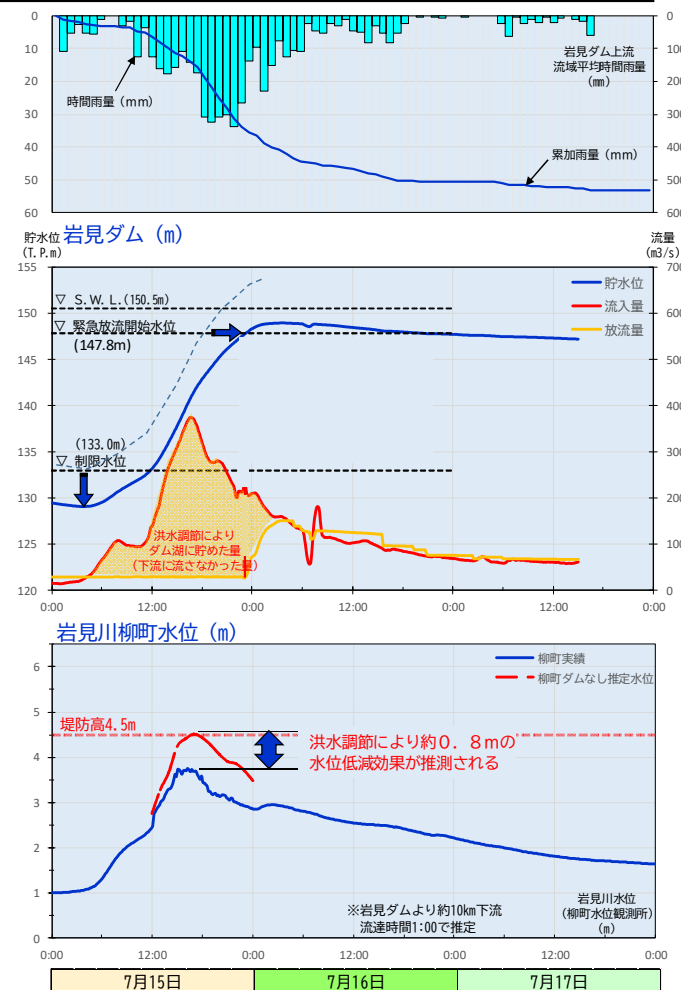 0
10
20
30
40
50
60
0
100
200
300
400
500
600
岩見ダム上流
流域平均時間雨量
(㎜)
時間雨量（mm）
累加雨量（mm）
貯水位
(T.P.m)
岩見ダム（m）
流量
(m3/s)
155
150
145
140
135
130
125
120
700
600
500
400
300
200
100
0
▽ S.W.L.(150.5m)
▽ 緊急放流開始水位
(147.8m)
(133.0m)
▽ 制限水位
貯水位
流入量
放流量
洪水調節により
ダム湖に貯めた量
（下流に流さなかった量）
0:00 12:00 0:00 12:00 0:00 12:00 0:00
岩見川柳町水位（m）
6
5
4
3
2
1
0
柳町実績
柳町ダムなし推定水位
堤防高4.5m
洪水調節により約０．８ｍの
水位低減効果が推測される
※岩見ダムより約10km下流
流達時間1:00で推定
岩見川水位
(柳町水位観測所)
(m)
0:00 12:00 0:00 12:00 0:00 12:00 0:00
7月15日 7月16日 7月17日